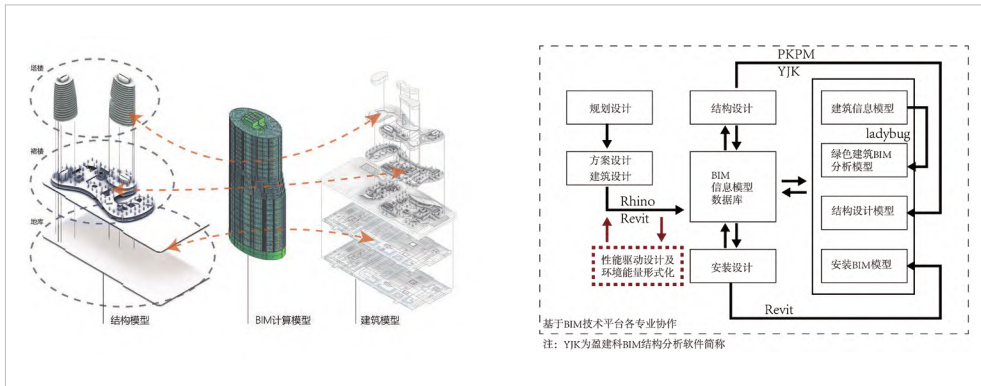 塔楼
裙楼
地库
结构模型
BIM计算模型
建筑模型
PKPM
YJK
规划设计
结构设计
建筑信息模型
ladybug
方案设计
建筑设计
BIM
信息模型
数据库
绿色建筑BIM
分析模型
Rhino
Revit
结构设计模型
性能驱动设计及
环境能量形式化
安装设计
安装BIM模型
Revit
基于BIM技术平台各专业协作
注：YJK为盈建科BIM结构分析软件简称